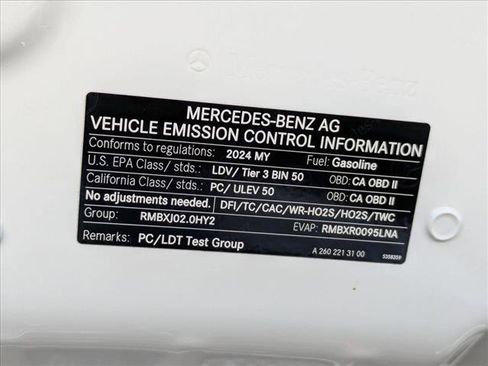 Mercedes-Benz
MERCEDES-BENZ AG
VEHICLE EMISSION CONTROL INFORMATION
Conforms to regulations: 2024 MY Fuel: Gasoline
U.S. EPA Class/ stds.: LDV/ Tier 3 BIN 50 OBD: CA OBD II
California Class/ stds.: PC/ ULEV 50 OBD: CA OBD II
No adjustments needed. DFI/TC/CAC/WR-HO2S/HO2S/TWC
Group: RMBXJ02.0HY2 EVAP: RMBXR0095LNA
Remarks: PC/LDT Test Group
A 260 221 31 00 5358359